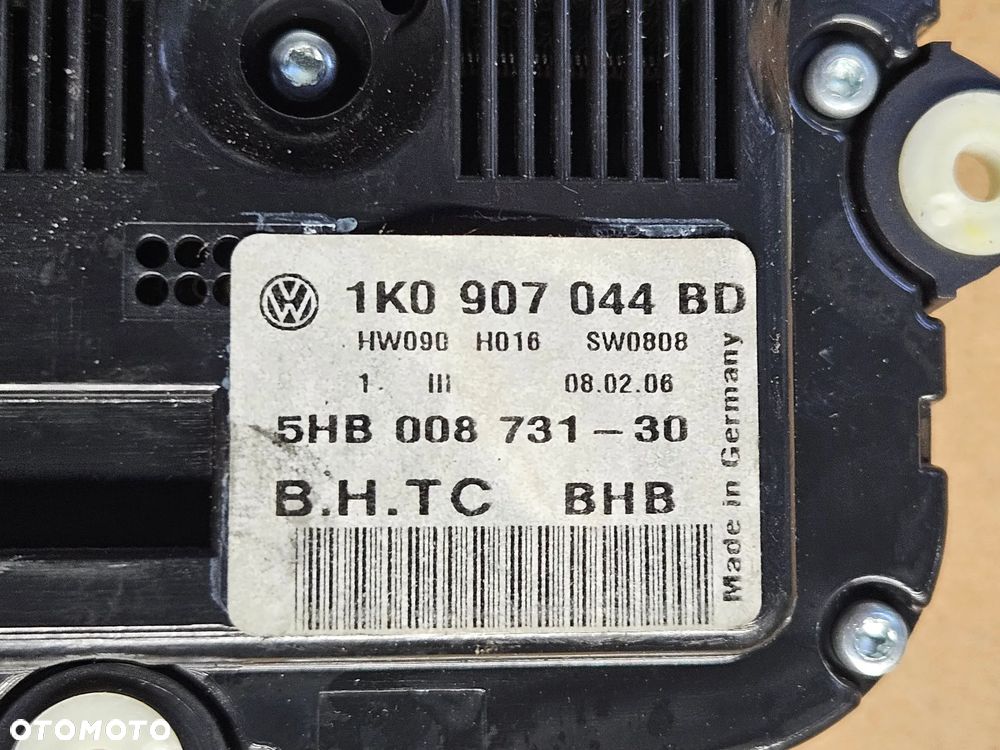 1K0 907 044 BD
HW090 H016 SW0808
1. III 08.02.06
5HB 008 731-30
B.H.TC BHB
Made in Germany
OTOMOTO